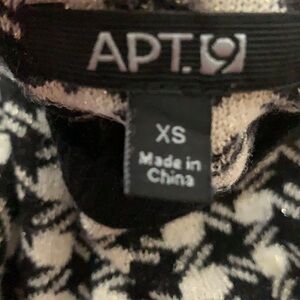 APT. 9
XS
Made in
China